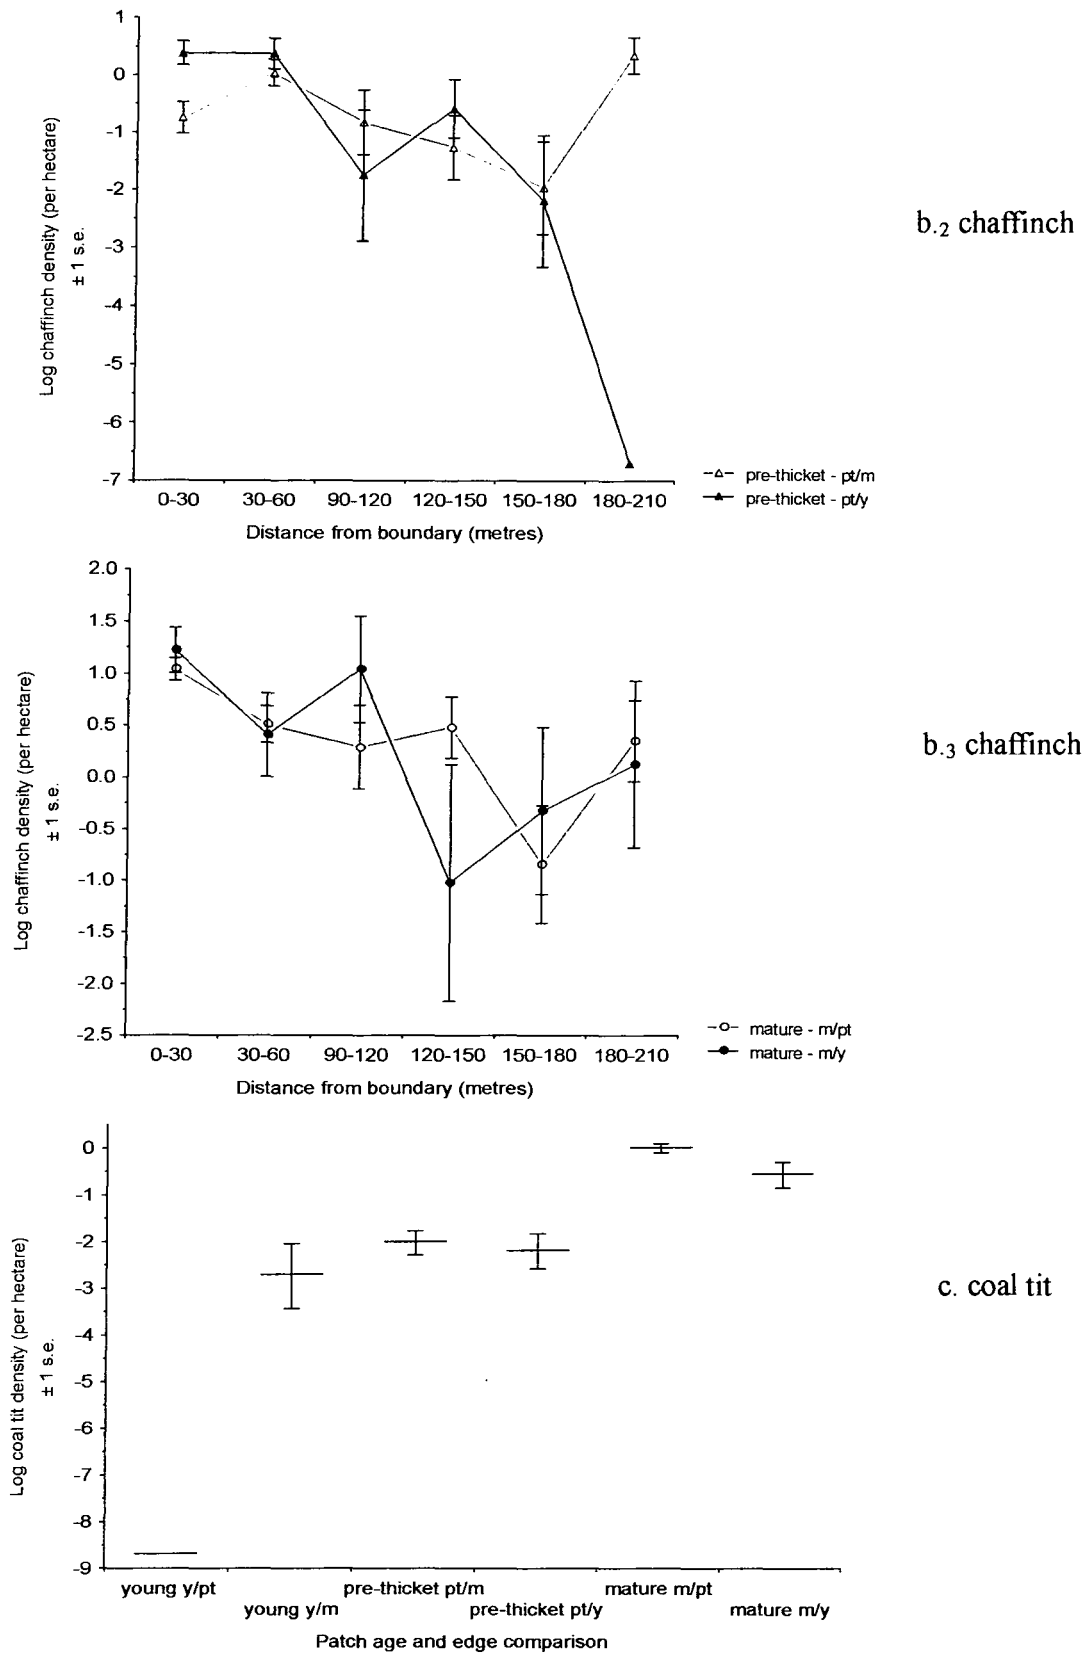 1
0
-1
-2
-3
-4
-5
-6
-7
Log chaffinch density (per hectare)
± 1 s.e.
0-30 30-60 90-120 120-150 150-180 180-210
Distance from boundary (metres)
pre-thicket - pt/m
pre-thicket - pt/y
b.2 chaffinch
2.0
1.5
1.0
0.5
0.0
-0.5
-1.0
-1.5
-2.0
-2.5
Log chaffinch density (per hectare)
± 1 s.e.
0-30 30-60 90-120 120-150 150-180 180-210
Distance from boundary (metres)
mature - m/pt
mature - m/y
b.3 chaffinch
0
-1
-2
-3
-4
-5
-6
-7
-8
-9
Log coal tit density (per hectare)
± 1 s.e.
young y/pt pre-thicket pt/m mature m/pt
young y/m pre-thicket pt/y mature m/y
Patch age and edge comparison
c. coal tit